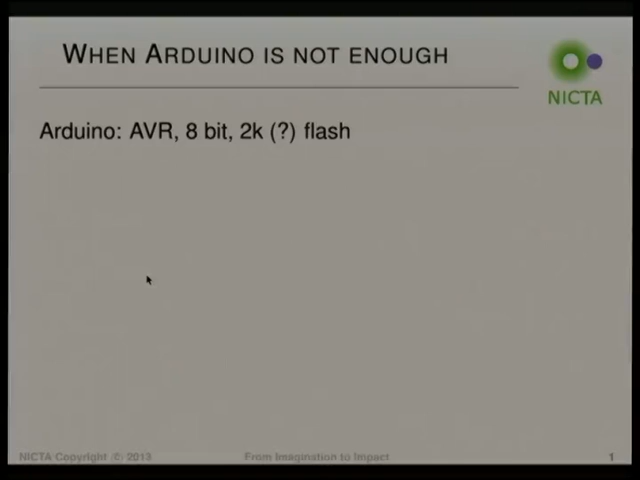 WHEN ARDUINO IS NOT ENOUGH
NICTA
Arduino: AVR, 8 bit, 2k (?) flash
NICTA Copyright (c) 2013
From Imagination to Impact
1